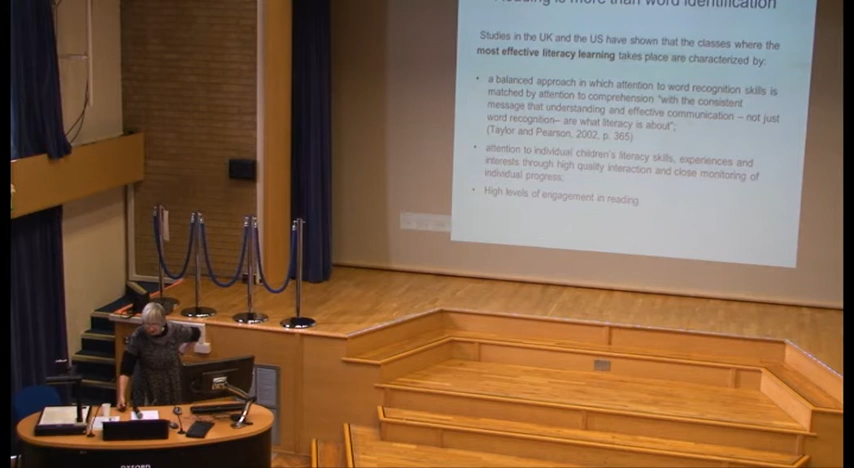 Reading is more than word identification
Studies in the UK and the US have shown that the classes where the
most effective literacy learning takes place are characterized by:
• a balanced approach in which attention to word recognition skills is
matched by attention to comprehension "with the consistent
message that understanding and effective communication – not just
word recognition– are what literacy is about";
(Taylor and Pearson, 2002, p. 365)
• attention to individual children's literacy skills, experiences and
interests through high quality interaction and close monitoring of
individual progress;
• High levels of engagement in reading
OXFORD